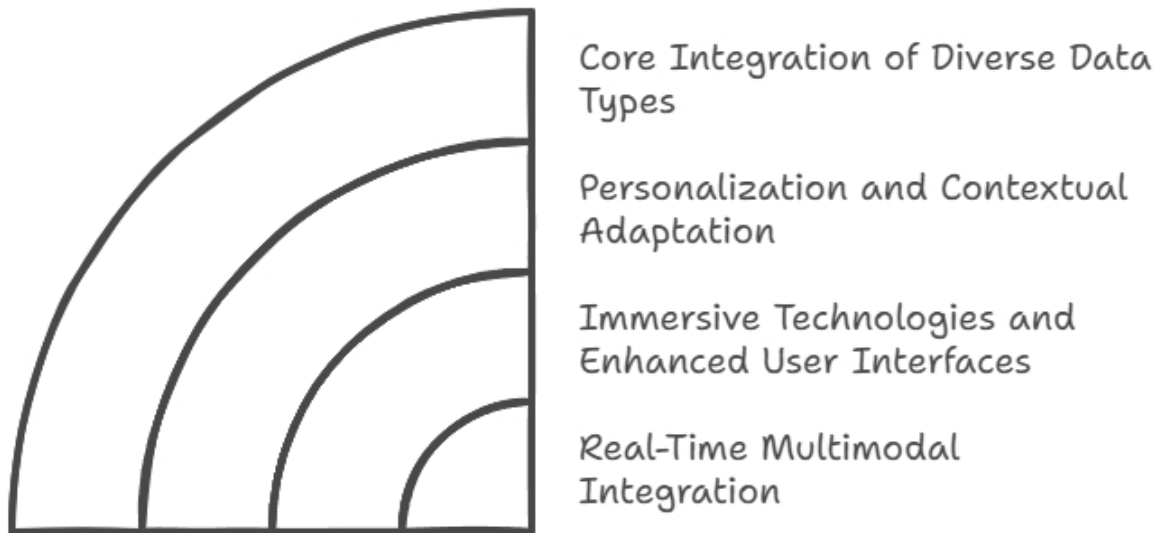 Core Integration of Diverse Data
Types
Personalization and Contextual
Adaptation
Immersive Technologies and
Enhanced User Interfaces
Real-Time Multimodal
Integration